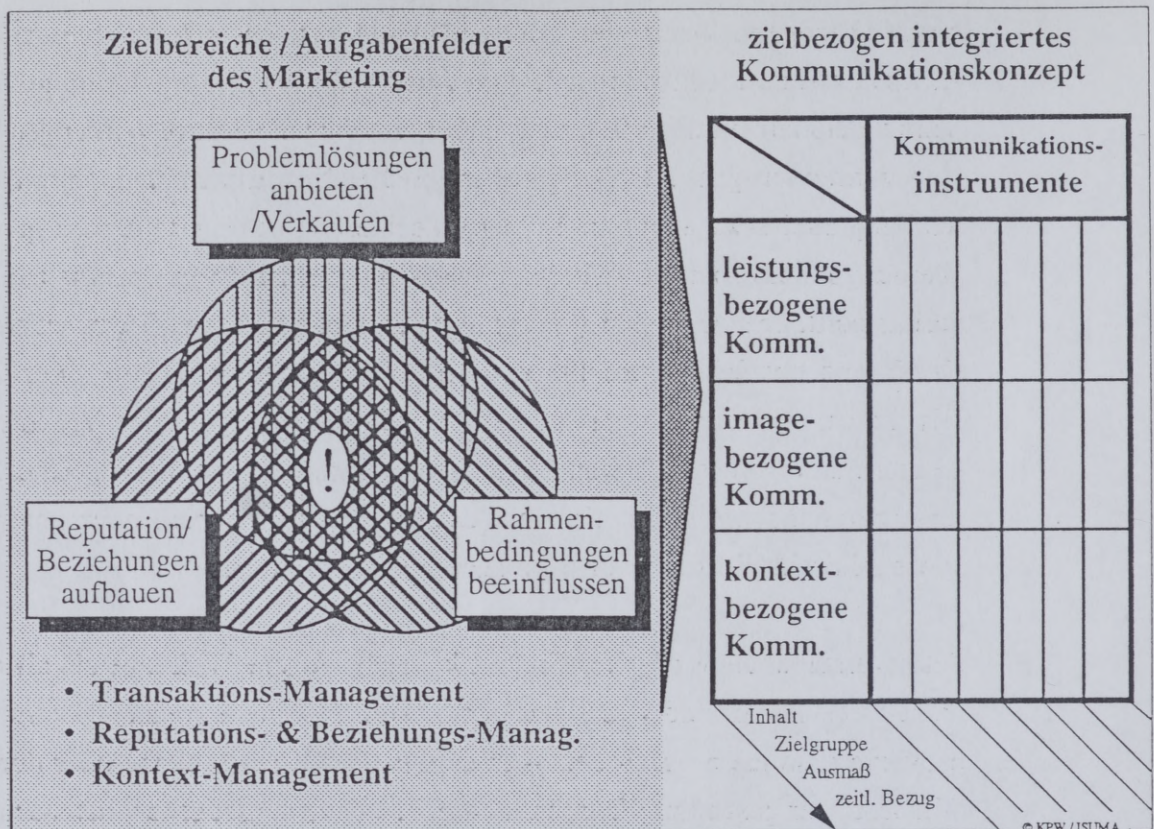 Zielbereiche / Aufgabenfelder
des Marketing
Problemlösungen
anbieten
/Verkaufen
!
Reputation/
Beziehungen
aufbauen
Rahmen-
bedingungen
beeinflussen
• Transaktions-Management
• Reputations- & Beziehungs-Manag.
• Kontext-Management
zielbezogen integriertes
Kommunikationskonzept
Kommunikations-
instrumente
leistungs-
bezogene
Komm.
image-
bezogene
Komm.
kontext-
bezogene
Komm.
Inhalt
Zielgruppe
Ausmaß
zeitl. Bezug
© KPW / ISUMA